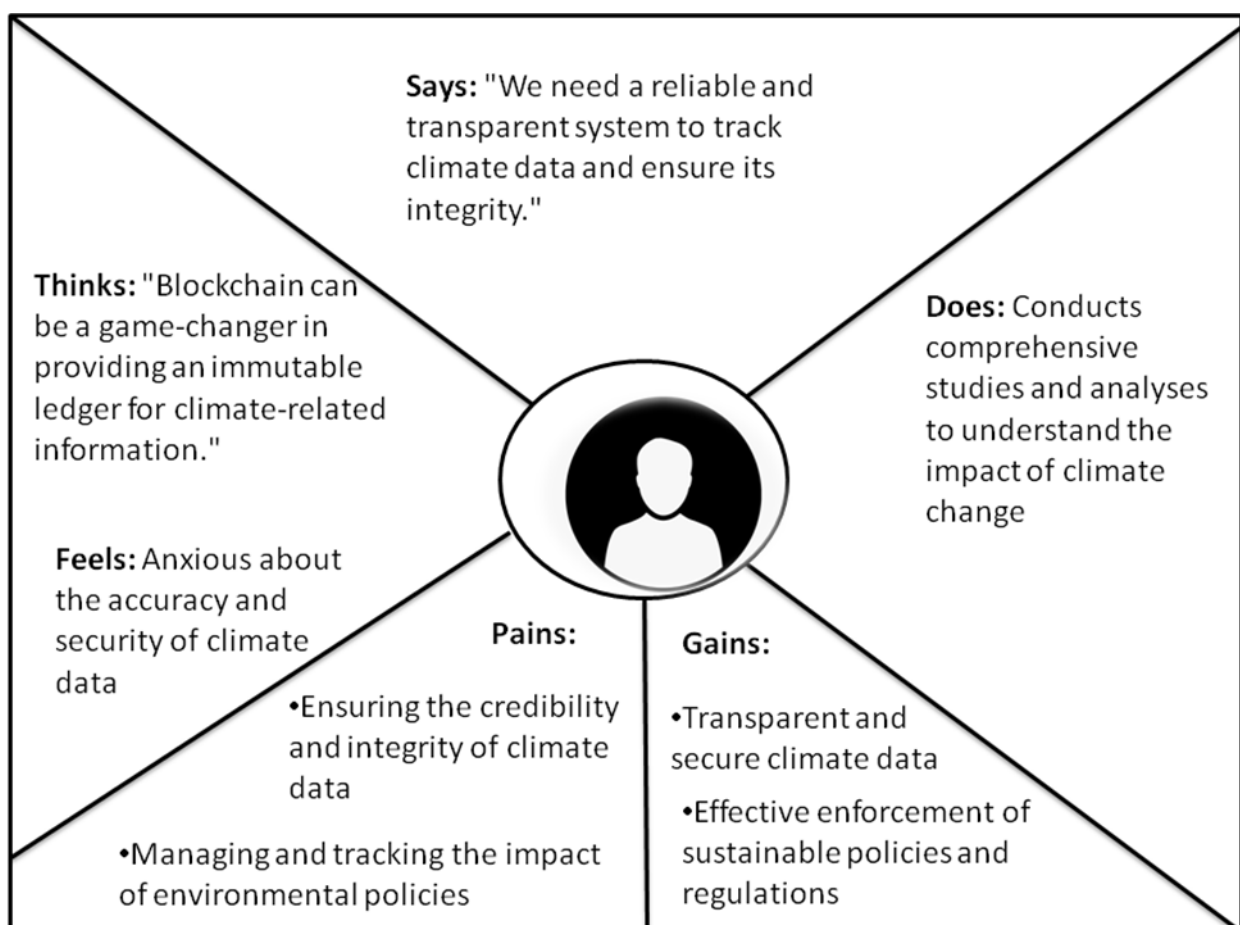 Says: "We need a reliable and
transparent system to track
climate data and ensure its
integrity."
Thinks: "Blockchain can
be a game-changer in
providing an immutable
ledger for climate-related
information."
Does: Conducts
comprehensive
studies and analyses
to understand the
impact of climate
change
Feels: Anxious about
the accuracy and
security of climate
data
Pains:
•Ensuring the credibility
and integrity of climate
data
•Managing and tracking the impact
of environmental policies
Gains:
•Transparent and
secure climate data
•Effective enforcement of
sustainable policies and
regulations